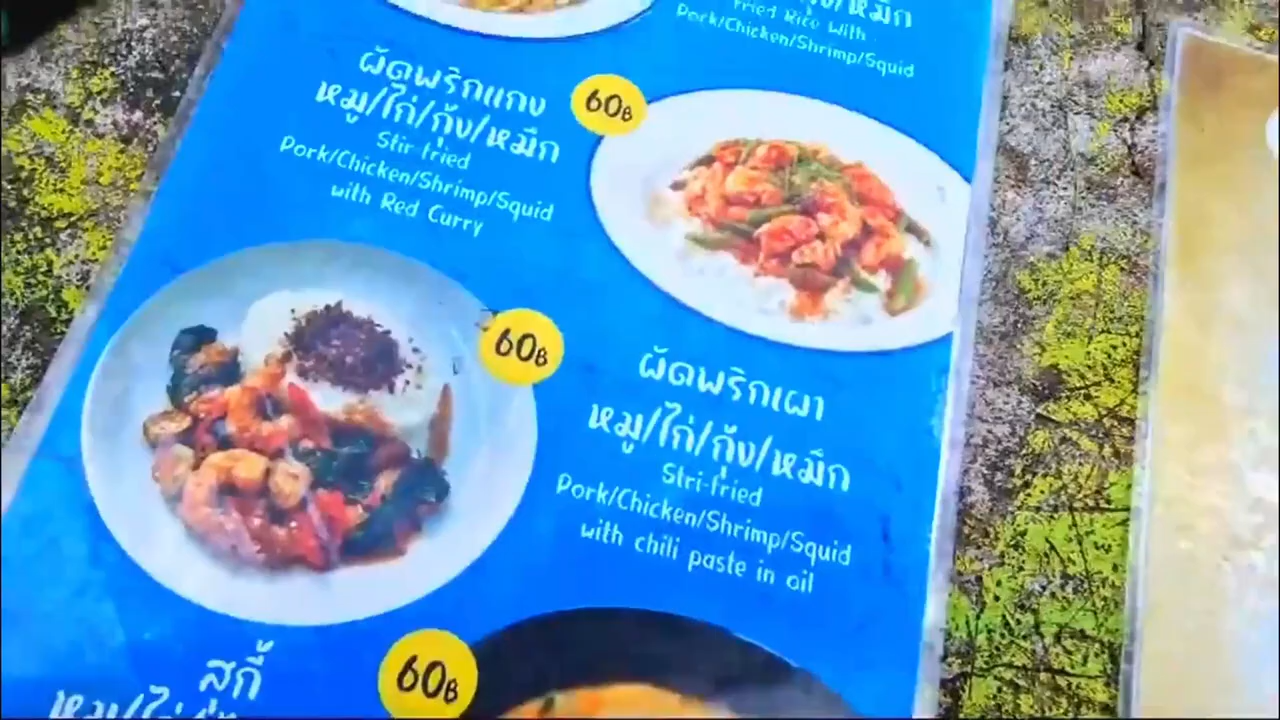 Fried Rice with
Pork/Chicken/Shrimp/Squid
ผัดพริกแกง
หมู/ไก่/กุ้ง/หมึก
Stir-fried
Pork/Chicken/Shrimp/Squid
with Red Curry
60฿
60฿
ผัดพริกเผา
หมู/ไก่/กุ้ง/หมึก
Stri-fried
Pork/Chicken/Shrimp/Squid
with chili paste in oil
60฿
สุกี้